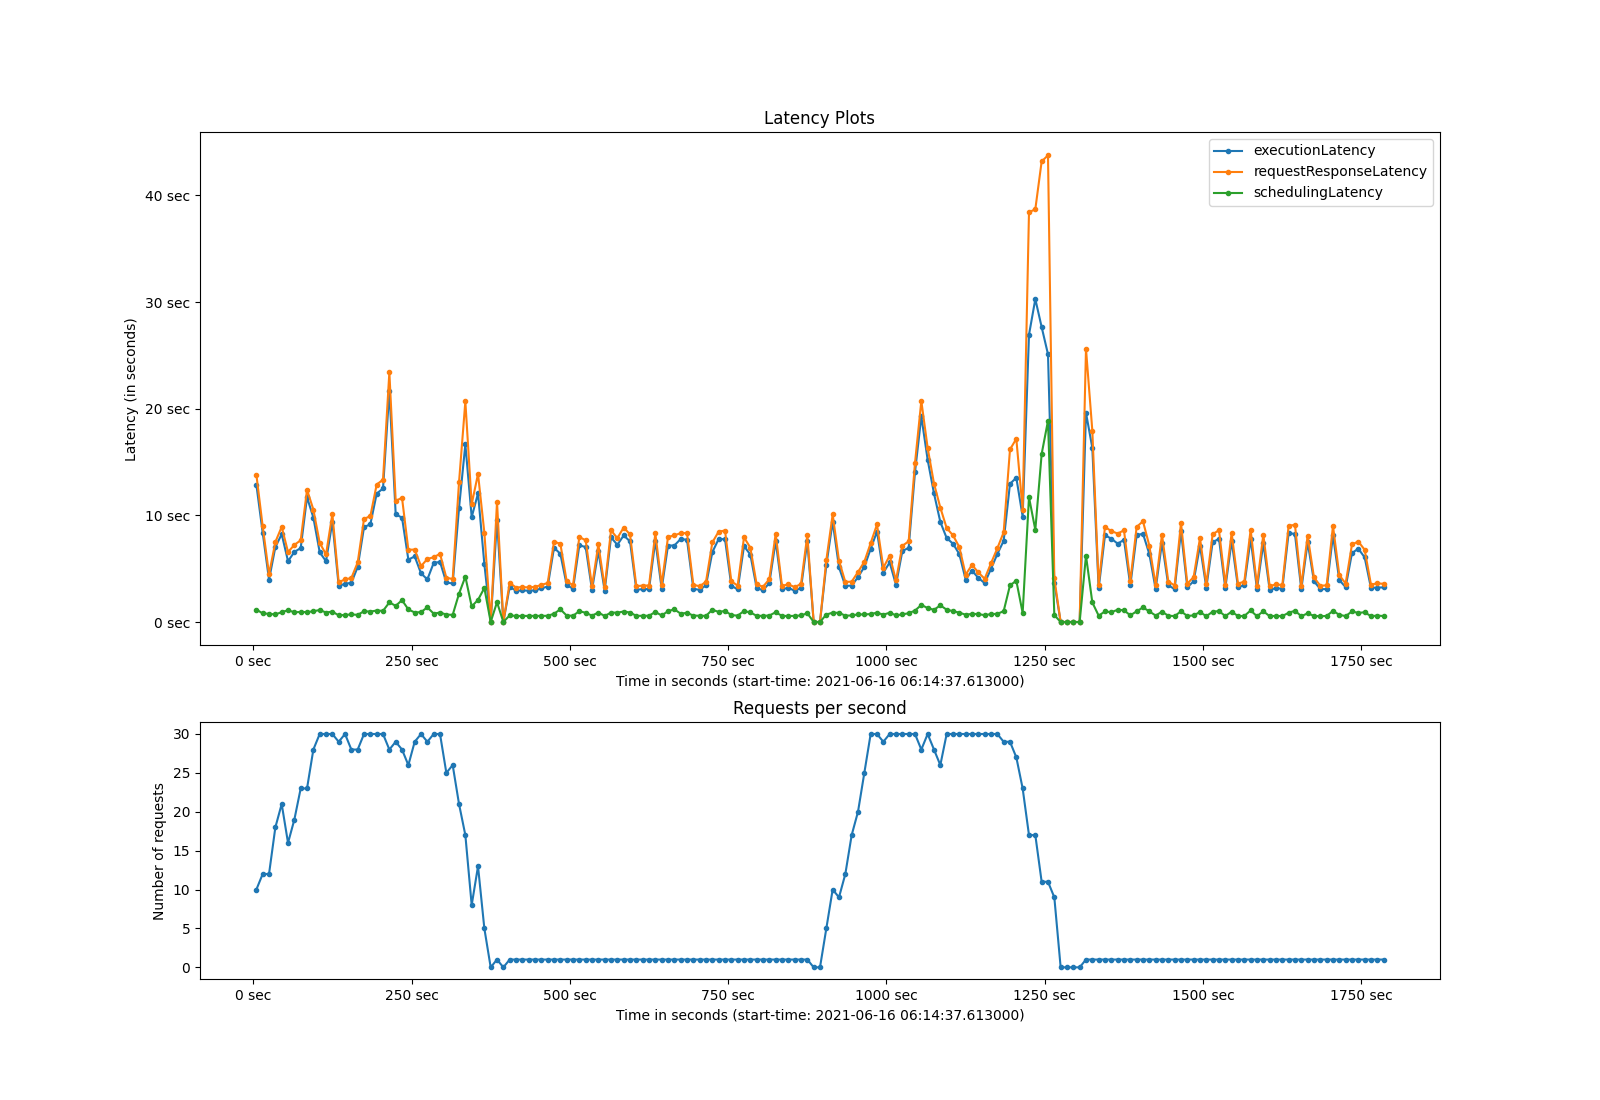 Latency Plots
executionLatency
requestResponseLatency
schedulingLatency
Latency (in seconds)
40 sec
30 sec
20 sec
10 sec
0 sec
0 sec 250 sec 500 sec 750 sec 1000 sec 1250 sec 1500 sec 1750 sec
Time in seconds (start-time: 2021-06-16 06:14:37.613000)
Requests per second
Number of requests
30
25
20
15
10
5
0
0 sec 250 sec 500 sec 750 sec 1000 sec 1250 sec 1500 sec 1750 sec
Time in seconds (start-time: 2021-06-16 06:14:37.613000)